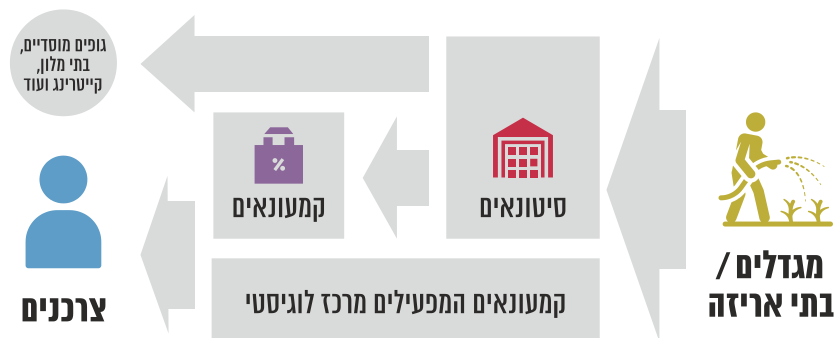 מגדלים /
בתי אריזה
סיטונאים
קמעונאים
%
קמעונאים המפעילים מרכז לוגיסטי
גופים מוסדיים,
בתי מלון,
קייטרינג ועוד
צרכנים